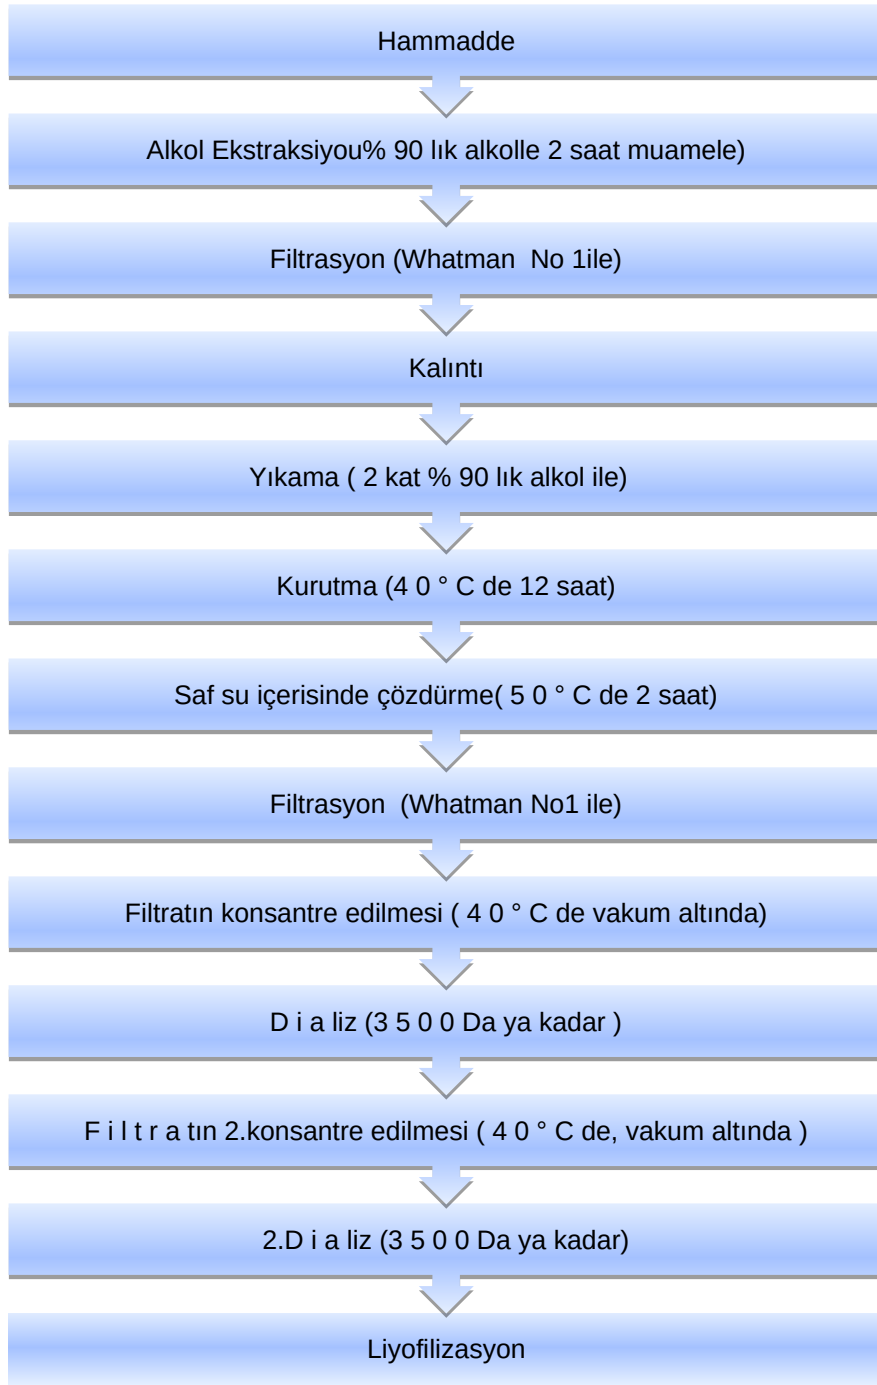 Hammadde
Alkol Ekstraksiyou% 90 lık alkolle 2 saat muamele)
Filtrasyon (Whatman  No 1ile)
Kalıntı
Yıkama ( 2 kat % 90 lık alkol ile)
Kurutma (4 0 ° C de 12 saat)
Saf su içerisinde çözdürme( 5 0 ° C de 2 saat)
Filtrasyon  (Whatman No1 ile)
Filtratın konsantre edilmesi ( 4 0 ° C de vakum altında)
D i a liz (3 5 0 0 Da ya kadar )
F i l t r a tın 2.konsantre edilmesi ( 4 0 ° C de, vakum altında )
2.D i a liz (3 5 0 0 Da ya kadar)
Liyofilizasyon